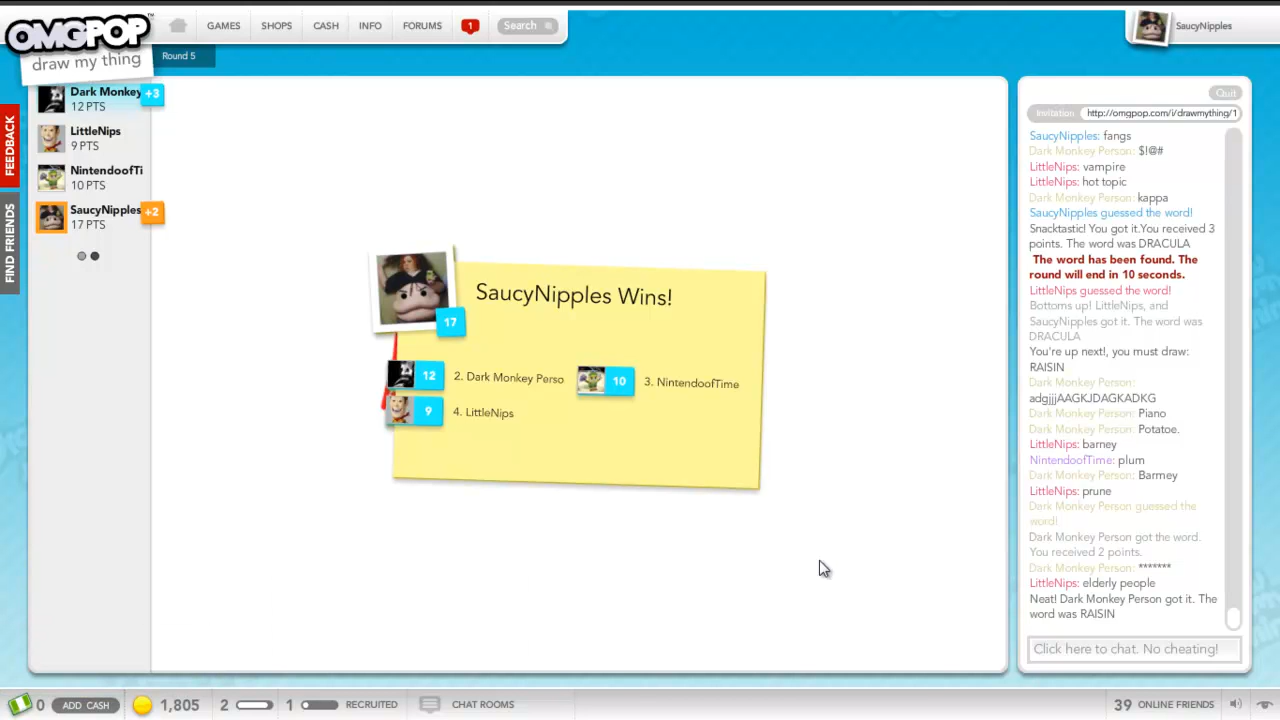 OMGPOP
draw my thing
GAMES
SHOPS
CASH
INFO
FORUMS
1
Search
SaucyNipples
Round 5
FEEDBACK
FIND FRIENDS
Dark Monkey
+3
12 PTS
LittleNips
9 PTS
NintendoofTi
10 PTS
SaucyNipples
+2
17 PTS
SaucyNipples Wins!
17
12 2. Dark Monkey Perso
10 3. NintendoofTime
9 4. LittleNips
Quit
Invitation http://omgpop.com/i/drawmything/1
SaucyNipples: fangs
Dark Monkey Person: $!@#
LittleNips: vampire
LittleNips: hot topic
Dark Monkey Person: kappa
SaucyNipples guessed the word!
Snacktastic! You got it.You received 3
points. The word was DRACULA
The word has been found. The
round will end in 10 seconds.
LittleNips guessed the word!
Bottoms up! LittleNips, and
SaucyNipples got it. The word was
DRACULA
You're up next!, you must draw:
RAISIN
Dark Monkey Person:
adgjjjAAGKJDAGKADKG
Dark Monkey Person: Piano
Dark Monkey Person: Potatoe.
LittleNips: barney
NintendoofTime: plum
Dark Monkey Person: Barmey
LittleNips: prune
Dark Monkey Person guessed the
word!
Dark Monkey Person got the word.
You received 2 points.
Dark Monkey Person: *******
LittleNips: elderly people
Neat! Dark Monkey Person got it. The
word was RAISIN
Click here to chat. No cheating!
0
ADD CASH
1,805
2
1
RECRUITED
CHAT ROOMS
39 ONLINE FRIENDS